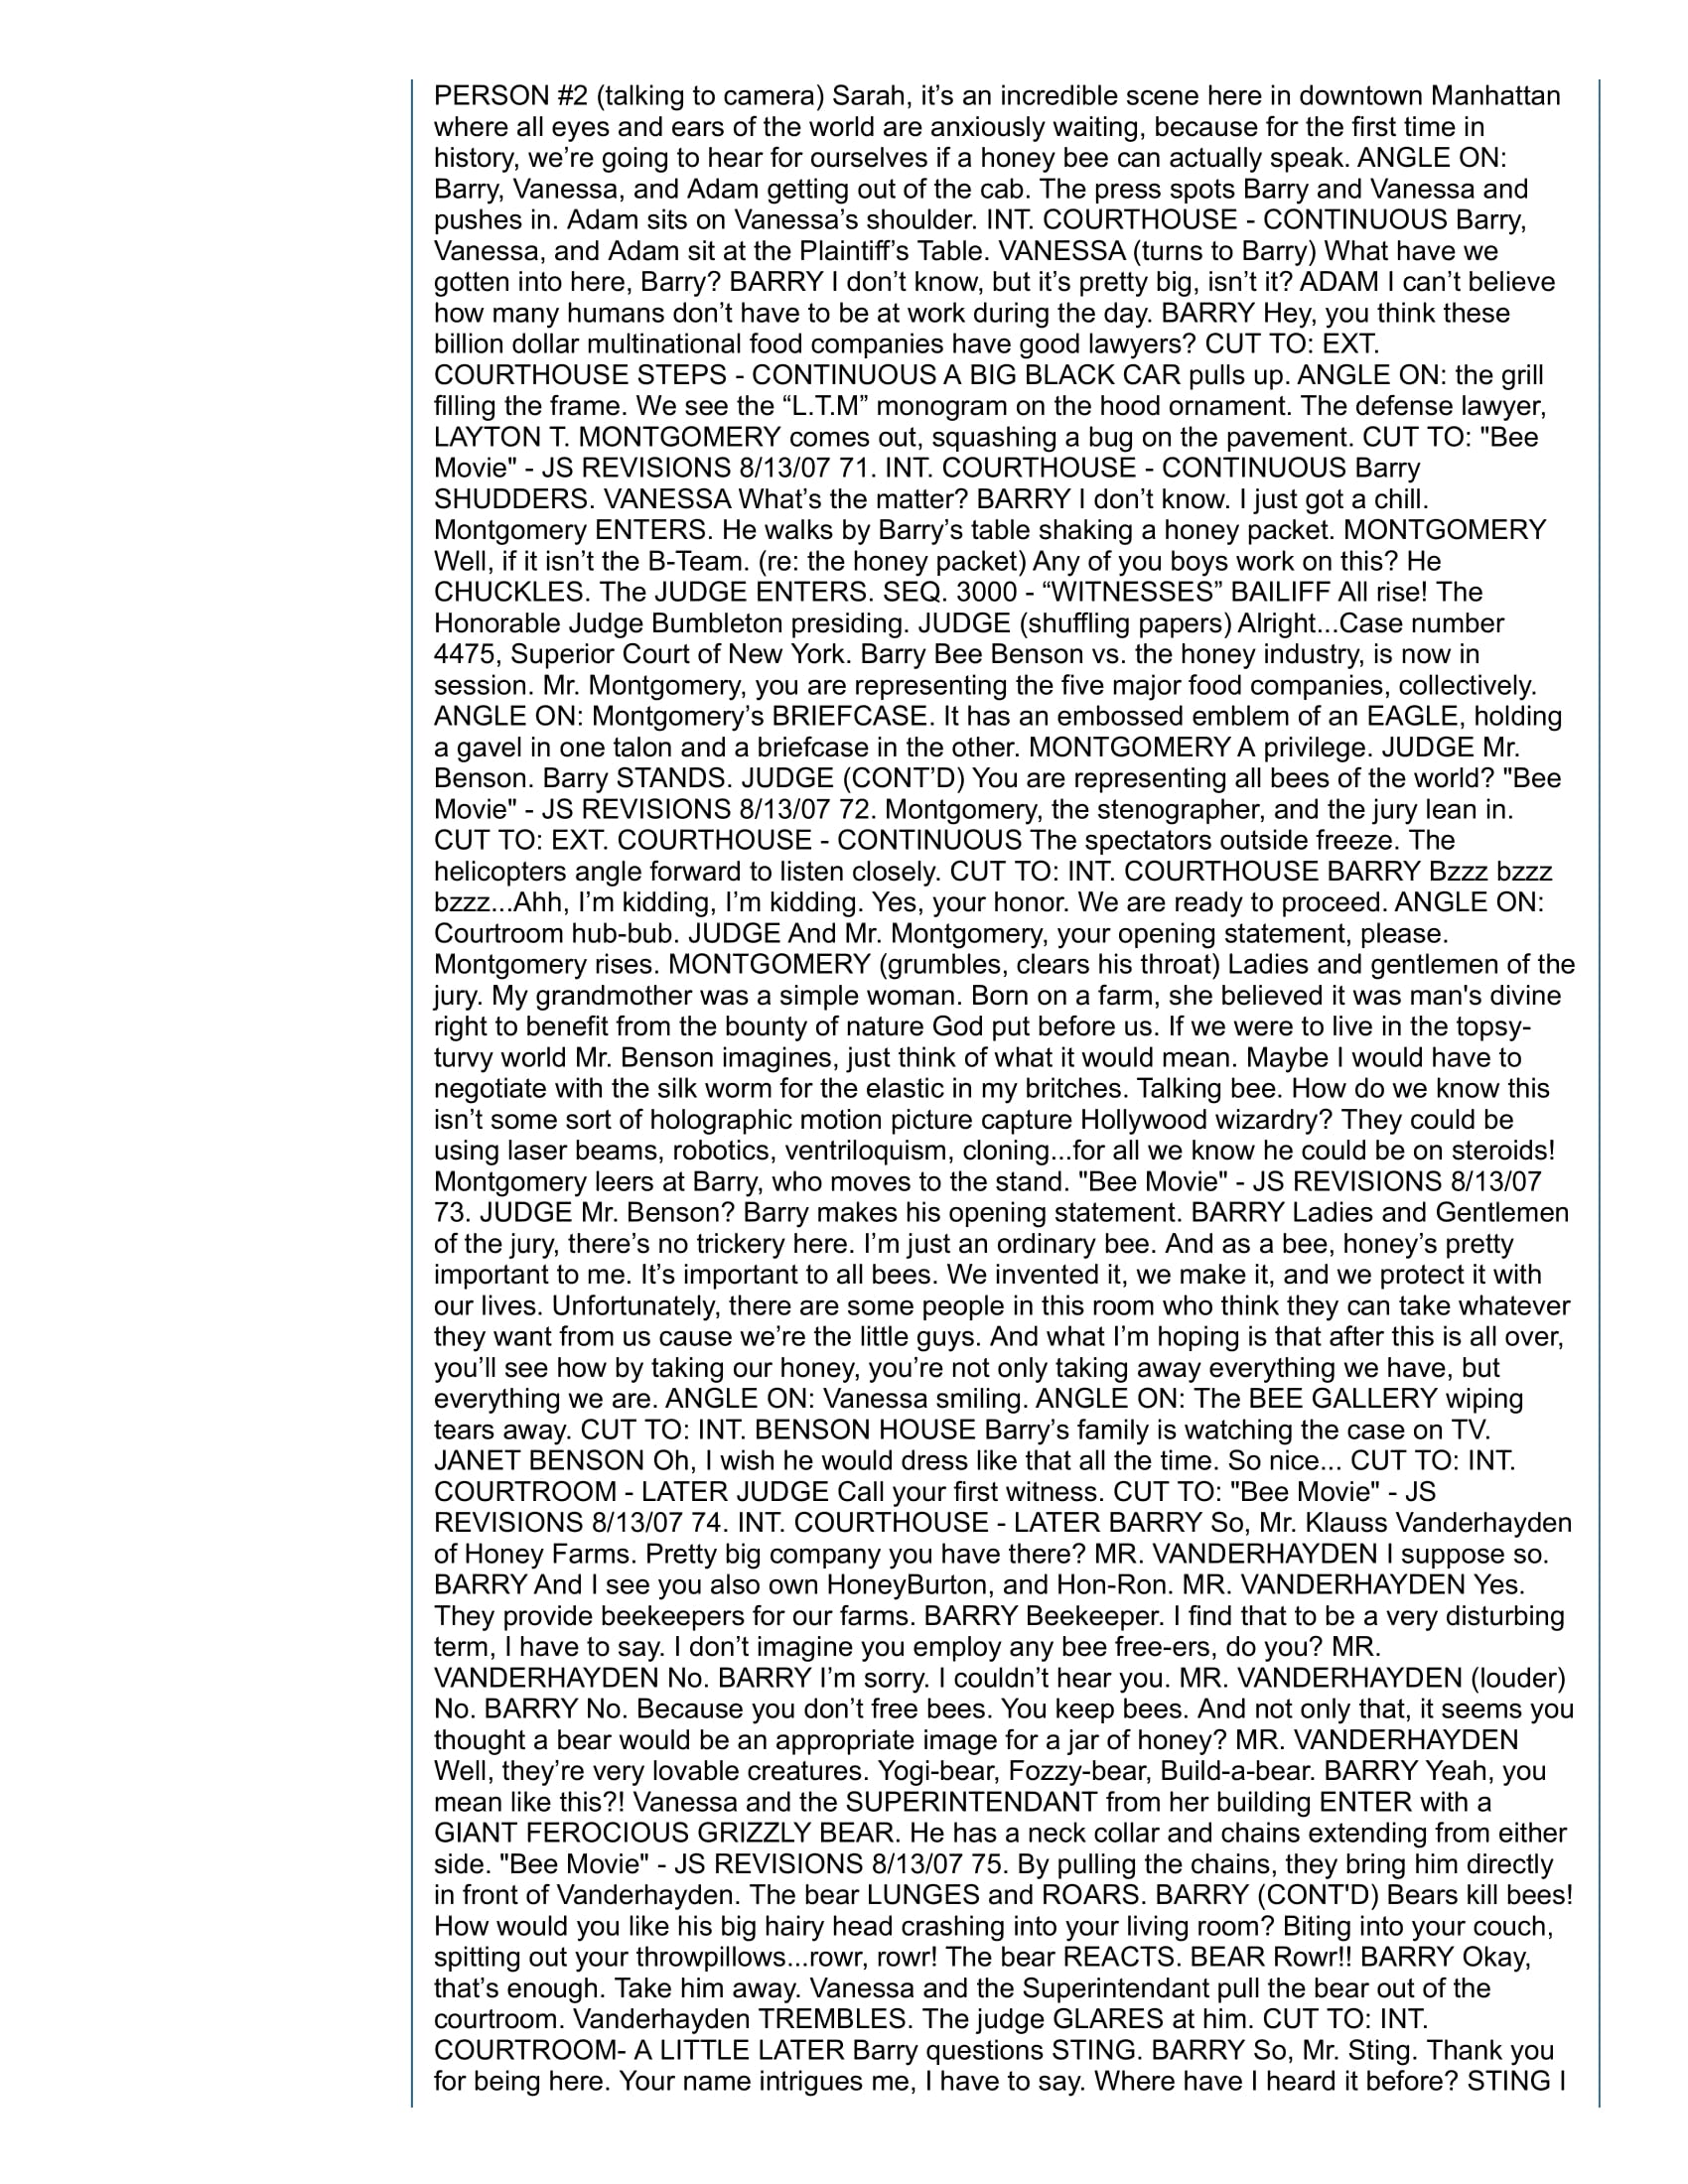 PERSON #2 (talking to camera) Sarah, it’s an incredible scene here in downtown Manhattan
where all eyes and ears of the world are anxiously waiting, because for the first time in
history, we’re going to hear for ourselves if a honey bee can actually speak. ANGLE ON:
Barry, Vanessa, and Adam getting out of the cab. The press spots Barry and Vanessa and
pushes in. Adam sits on Vanessa’s shoulder. INT. COURTHOUSE - CONTINUOUS Barry,
Vanessa, and Adam sit at the Plaintiff’s Table. VANESSA (turns to Barry) What have we
gotten into here, Barry? BARRY I don’t know, but it’s pretty big, isn’t it? ADAM I can’t believe
how many humans don’t have to be at work during the day. BARRY Hey, you think these
billion dollar multinational food companies have good lawyers? CUT TO: EXT.
COURTHOUSE STEPS - CONTINUOUS A BIG BLACK CAR pulls up. ANGLE ON: the grill
filling the frame. We see the “L.T.M” monogram on the hood ornament. The defense lawyer,
LAYTON T. MONTGOMERY comes out, squashing a bug on the pavement. CUT TO: "Bee
Movie" - JS REVISIONS 8/13/07 71. INT. COURTHOUSE - CONTINUOUS Barry
SHUDDERS. VANESSA What’s the matter? BARRY I don’t know. I just got a chill.
Montgomery ENTERS. He walks by Barry’s table shaking a honey packet. MONTGOMERY
Well, if it isn’t the B-Team. (re: the honey packet) Any of you boys work on this? He
CHUCKLES. The JUDGE ENTERS. SEQ. 3000 - “WITNESSES” BAILIFF All rise! The
Honorable Judge Bumbleton presiding. JUDGE (shuffling papers) Alright...Case number
4475, Superior Court of New York. Barry Bee Benson vs. the honey industry, is now in
session. Mr. Montgomery, you are representing the five major food companies, collectively.
ANGLE ON: Montgomery’s BRIEFCASE. It has an embossed emblem of an EAGLE, holding
a gavel in one talon and a briefcase in the other. MONTGOMERY A privilege. JUDGE Mr.
Benson. Barry STANDS. JUDGE (CONT’D) You are representing all bees of the world? "Bee
Movie" - JS REVISIONS 8/13/07 72. Montgomery, the stenographer, and the jury lean in.
CUT TO: EXT. COURTHOUSE - CONTINUOUS The spectators outside freeze. The
helicopters angle forward to listen closely. CUT TO: INT. COURTHOUSE BARRY Bzzz bzzz
bzzz...Ahh, I’m kidding, I’m kidding. Yes, your honor. We are ready to proceed. ANGLE ON:
Courtroom hub-bub. JUDGE And Mr. Montgomery, your opening statement, please.
Montgomery rises. MONTGOMERY (grumbles, clears his throat) Ladies and gentlemen of the
jury. My grandmother was a simple woman. Born on a farm, she believed it was man's divine
right to benefit from the bounty of nature God put before us. If we were to live in the topsy-
turvy world Mr. Benson imagines, just think of what it would mean. Maybe I would have to
negotiate with the silk worm for the elastic in my britches. Talking bee. How do we know this
isn’t some sort of holographic motion picture capture Hollywood wizardry? They could be
using laser beams, robotics, ventriloquism, cloning...for all we know he could be on steroids!
Montgomery leers at Barry, who moves to the stand. "Bee Movie" - JS REVISIONS 8/13/07
73. JUDGE Mr. Benson? Barry makes his opening statement. BARRY Ladies and Gentlemen
of the jury, there’s no trickery here. I’m just an ordinary bee. And as a bee, honey’s pretty
important to me. It’s important to all bees. We invented it, we make it, and we protect it with
our lives. Unfortunately, there are some people in this room who think they can take whatever
they want from us cause we’re the little guys. And what I’m hoping is that after this is all over,
you’ll see how by taking our honey, you’re not only taking away everything we have, but
everything we are. ANGLE ON: Vanessa smiling. ANGLE ON: The BEE GALLERY wiping
tears away. CUT TO: INT. BENSON HOUSE Barry’s family is watching the case on TV.
JANET BENSON Oh, I wish he would dress like that all the time. So nice... CUT TO: INT.
COURTROOM - LATER JUDGE Call your first witness. CUT TO: "Bee Movie" - JS
REVISIONS 8/13/07 74. INT. COURTHOUSE - LATER BARRY So, Mr. Klauss Vanderhayden
of Honey Farms. Pretty big company you have there? MR. VANDERHAYDEN I suppose so.
BARRY And I see you also own HoneyBurton, and Hon-Ron. MR. VANDERHAYDEN Yes.
They provide beekeepers for our farms. BARRY Beekeeper. I find that to be a very disturbing
term, I have to say. I don’t imagine you employ any bee free-ers, do you? MR.
VANDERHAYDEN No. BARRY I’m sorry. I couldn’t hear you. MR. VANDERHAYDEN (louder)
No. BARRY No. Because you don’t free bees. You keep bees. And not only that, it seems you
thought a bear would be an appropriate image for a jar of honey? MR. VANDERHAYDEN
Well, they’re very lovable creatures. Yogi-bear, Fozzy-bear, Build-a-bear. BARRY Yeah, you
mean like this?! Vanessa and the SUPERINTENDANT from her building ENTER with a
GIANT FEROCIOUS GRIZZLY BEAR. He has a neck collar and chains extending from either
side. "Bee Movie" - JS REVISIONS 8/13/07 75. By pulling the chains, they bring him directly
in front of Vanderhayden. The bear LUNGES and ROARS. BARRY (CONT'D) Bears kill bees!
How would you like his big hairy head crashing into your living room? Biting into your couch,
spitting out your throwpillows...rowr, rowr! The bear REACTS. BEAR Rowr!! BARRY Okay,
that’s enough. Take him away. Vanessa and the Superintendant pull the bear out of the
courtroom. Vanderhayden TREMBLES. The judge GLARES at him. CUT TO: INT.
COURTROOM- A LITTLE LATER Barry questions STING. BARRY So, Mr. Sting. Thank you
for being here. Your name intrigues me, I have to say. Where have I heard it before? STING I